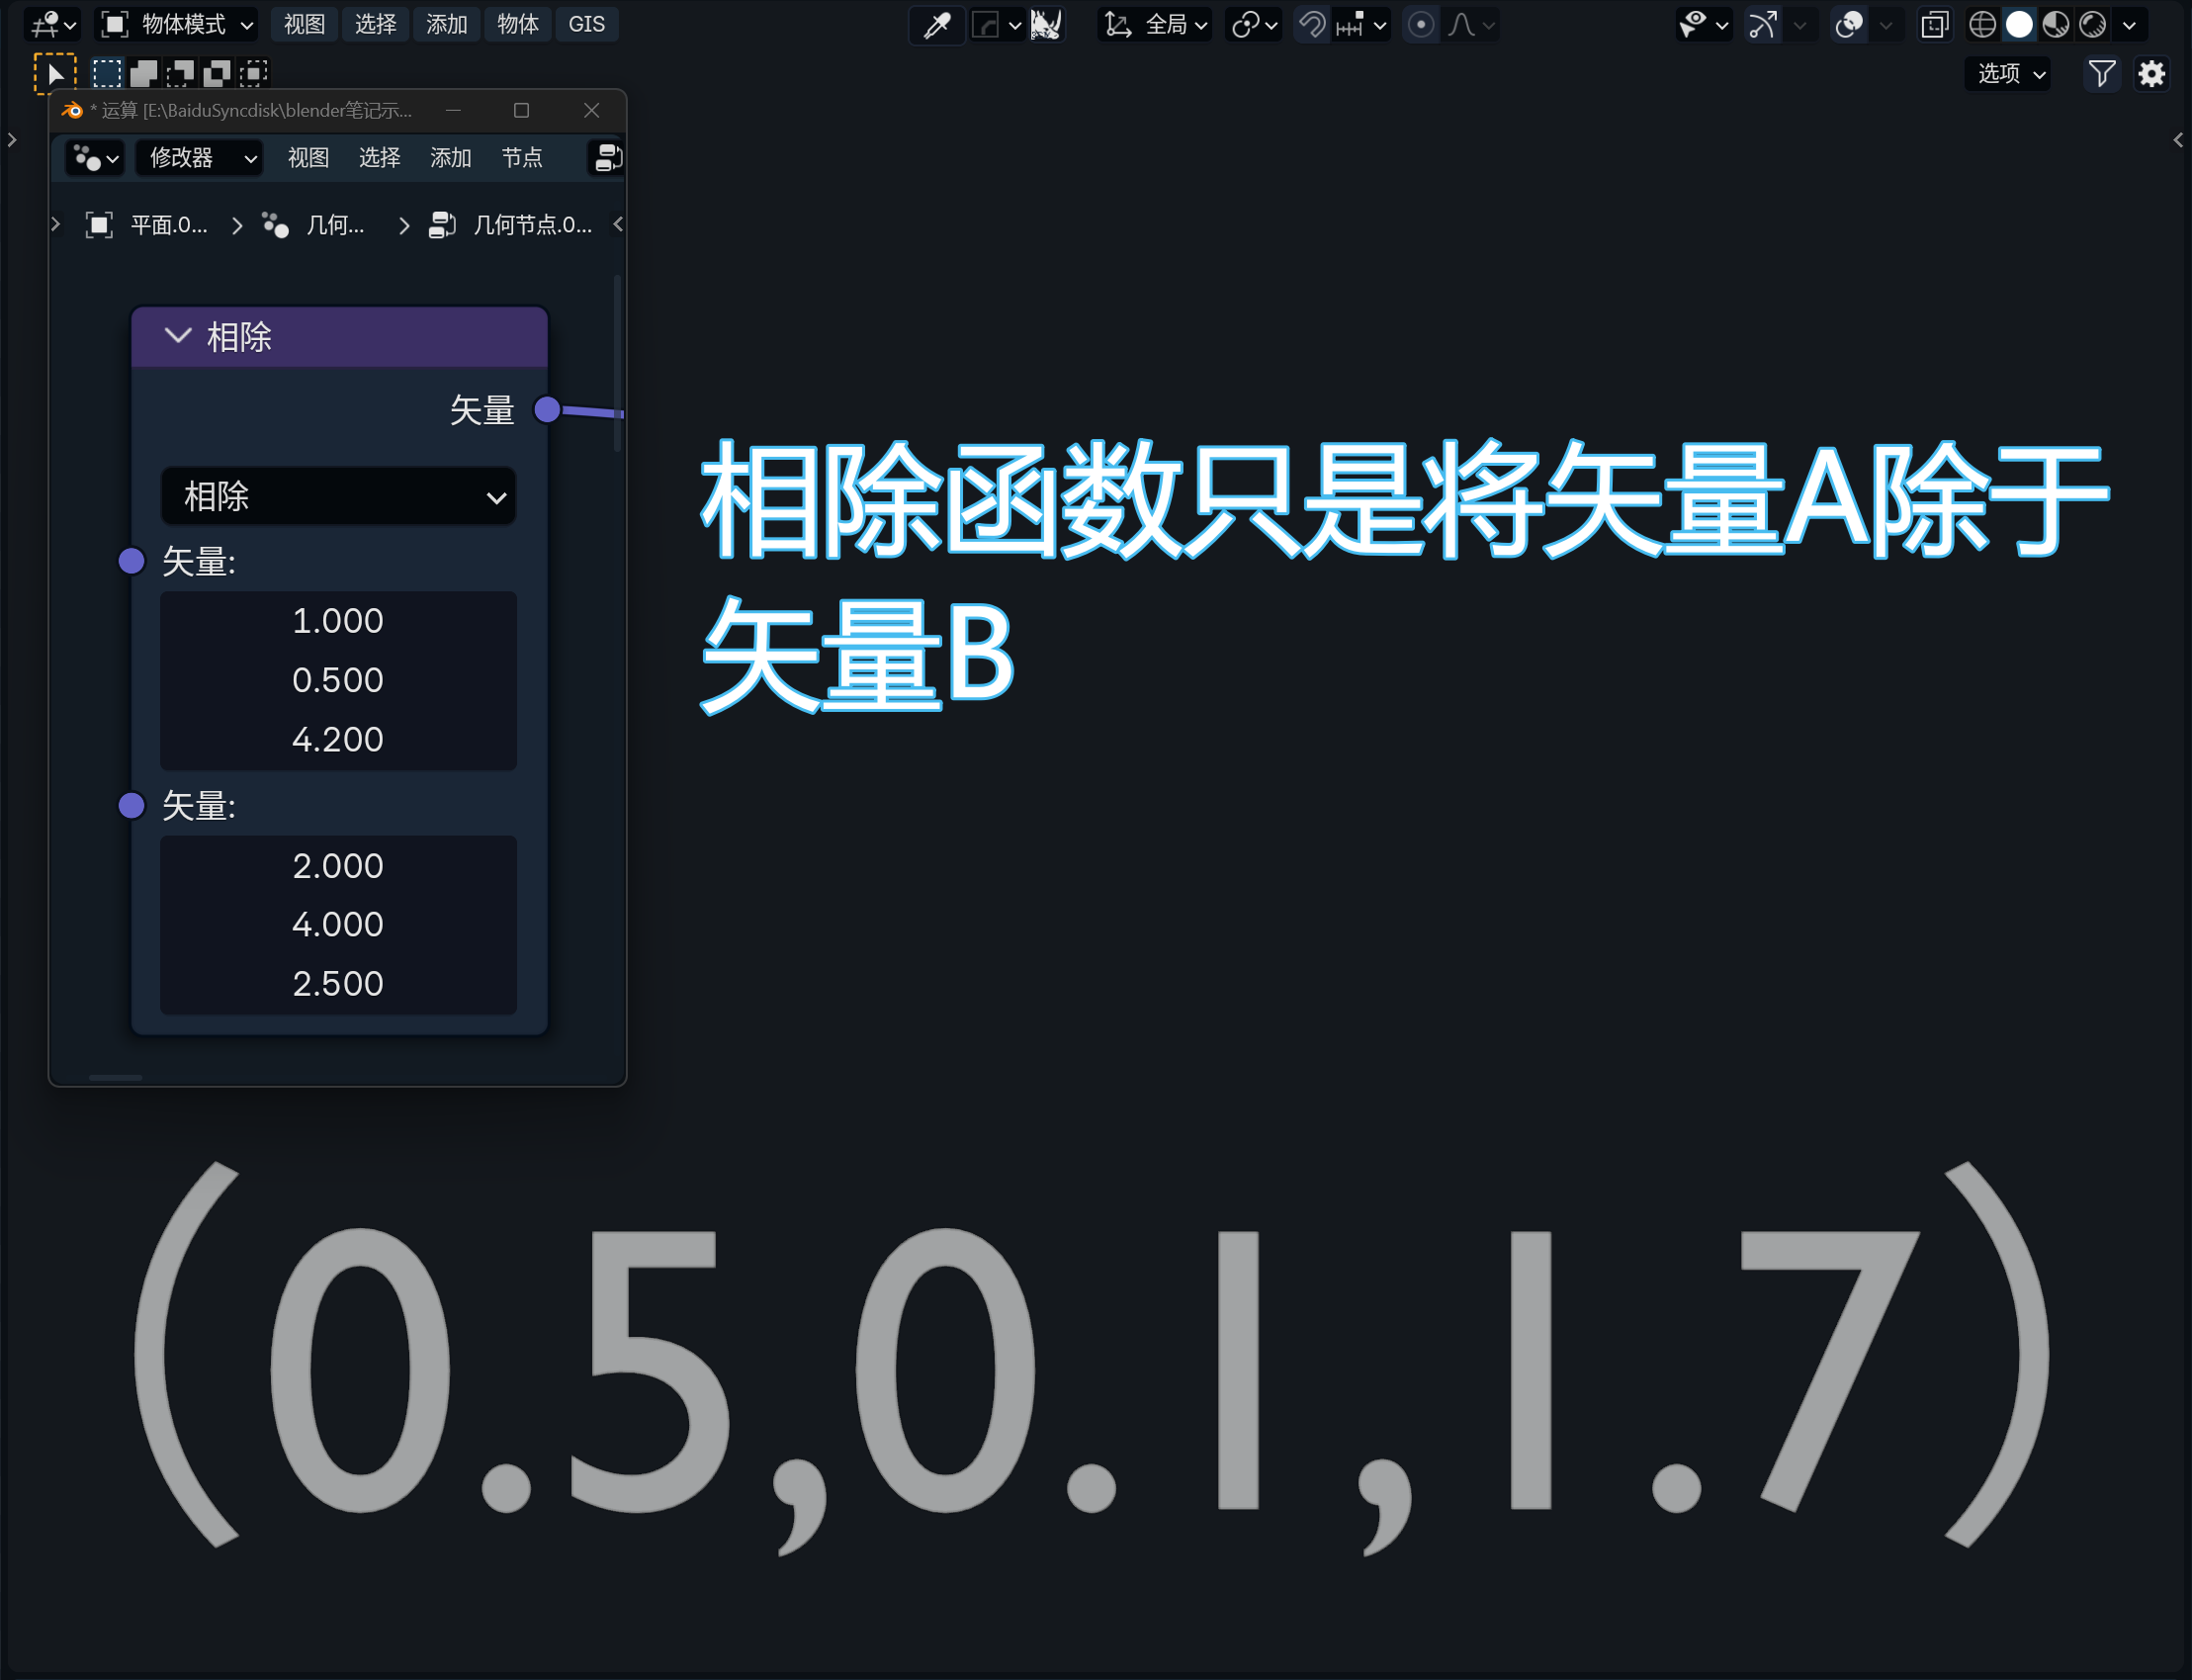 物体模式 视图 选择 添加 物体 GIS 全局
选项
* 运算 [E:\BaiduSyncdisk\blender笔记示...
修改器 视图 选择 添加 节点
平面.0... 几何... 几何节点.0...
相除
矢量
相除
矢量:
1.000
0.500
4.200
矢量:
2.000
4.000
2.500
相除函数只是将矢量A除于
矢量B
(0.5,0.1,1.7)